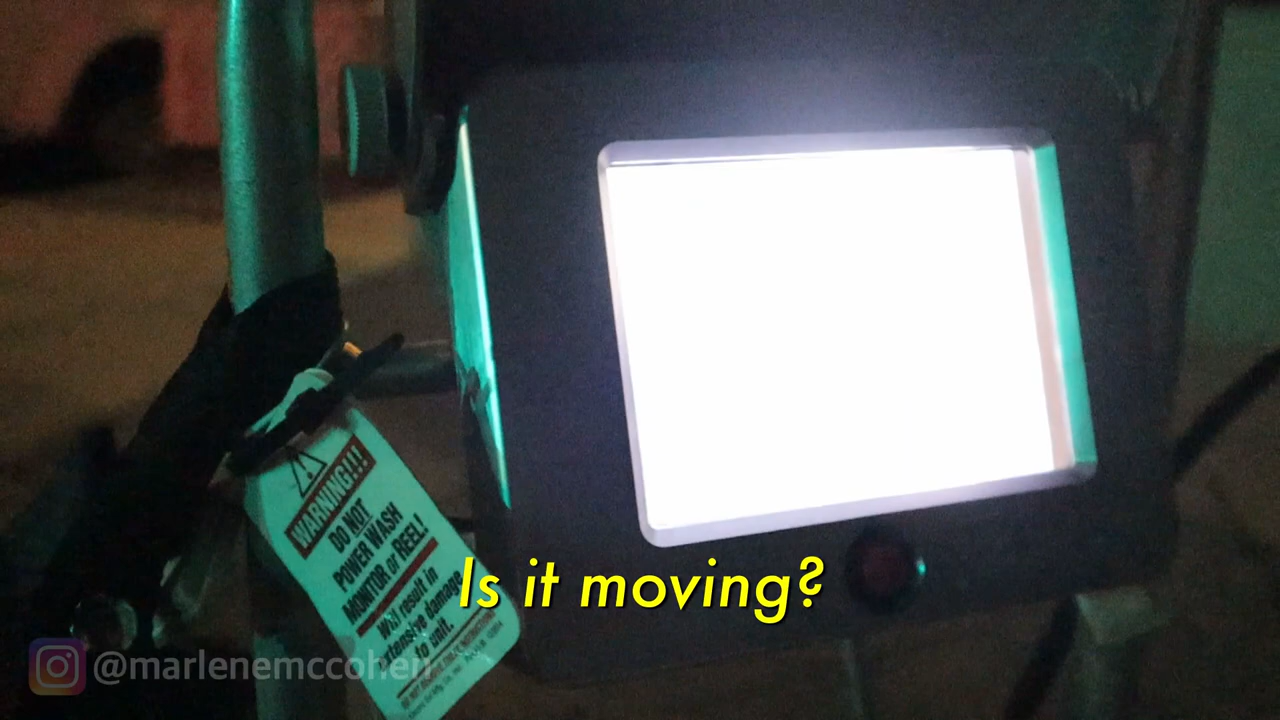 WARNING!!!
DO NOT
POWER WASH
MONITOR or REEL!
Will result in
extensive damage
to unit.
Is it moving?
@marlenemccohen